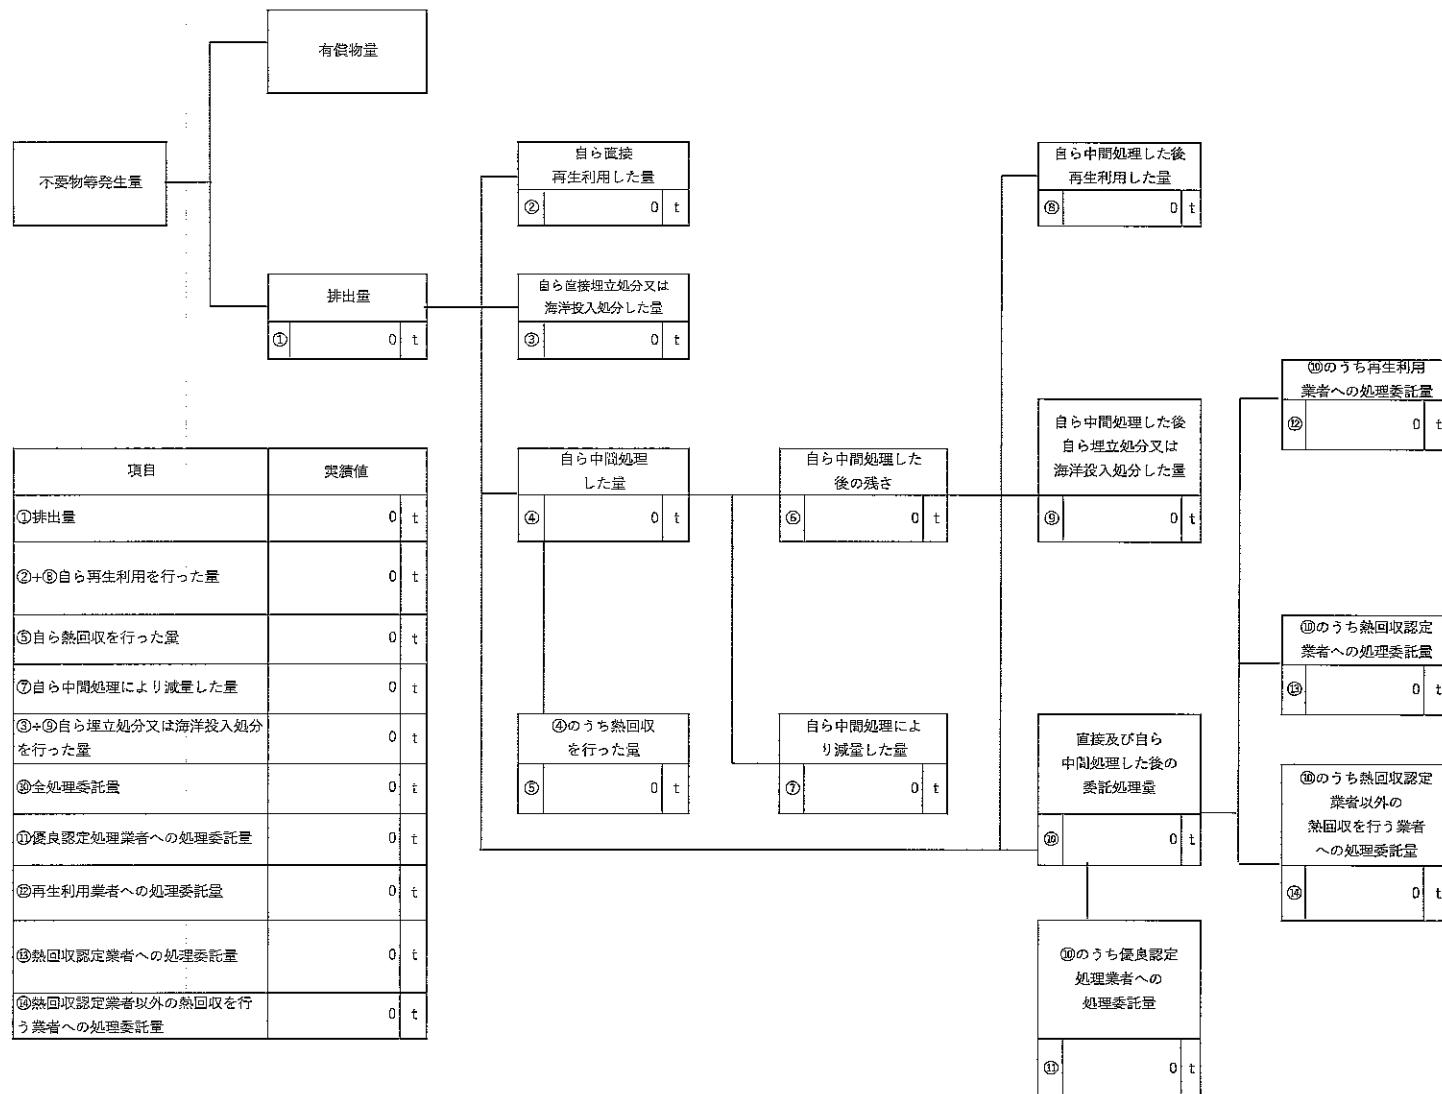 有償物量
不要物等発生量
排出量
① 0 t
自ら直接
再生利用した量
② 0 t
自ら直接埋立処分又は
海洋投入処分した量
③ 0 t
自ら中間処理
した量
④ 0 t
④のうち熱回収
を行った量
⑤ 0 t
自ら中間処理した
後の残さ
⑥ 0 t
自ら中間処理によ
り減量した量
⑦ 0 t
自ら中間処理した後
再生利用した量
⑧ 0 t
自ら中間処理した後
自ら埋立処分又は
海洋投入処分した量
⑨ 0 t
直接及び自ら
中間処理した後の
委託処理量
⑩ 0 t
⑩のうち優良認定
処理業者への
処理委託量
⑪ 0 t
⑩のうち再生利用
業者への処理委託量
⑫ 0 t
⑩のうち熱回収認定
業者への処理委託量
⑬ 0 t
⑩のうち熱回収認定
業者以外の
熱回収を行う業者
への処理委託量
⑭ 0 t
項目 実績値
①排出量 0 t
②+⑧自ら再生利用を行った量 0 t
⑤自ら熱回収を行った量 0 t
⑦自ら中間処理により減量した量 0 t
③+⑨自ら埋立処分又は海洋投入処分
を行った量 0 t
⑩全処理委託量 0 t
⑪優良認定処理業者への処理委託量 0 t
⑫再生利用業者への処理委託量 0 t
⑬熱回収認定業者への処理委託量 0 t
⑭熱回収認定業者以外の熱回収を行
う業者への処理委託量 0 t